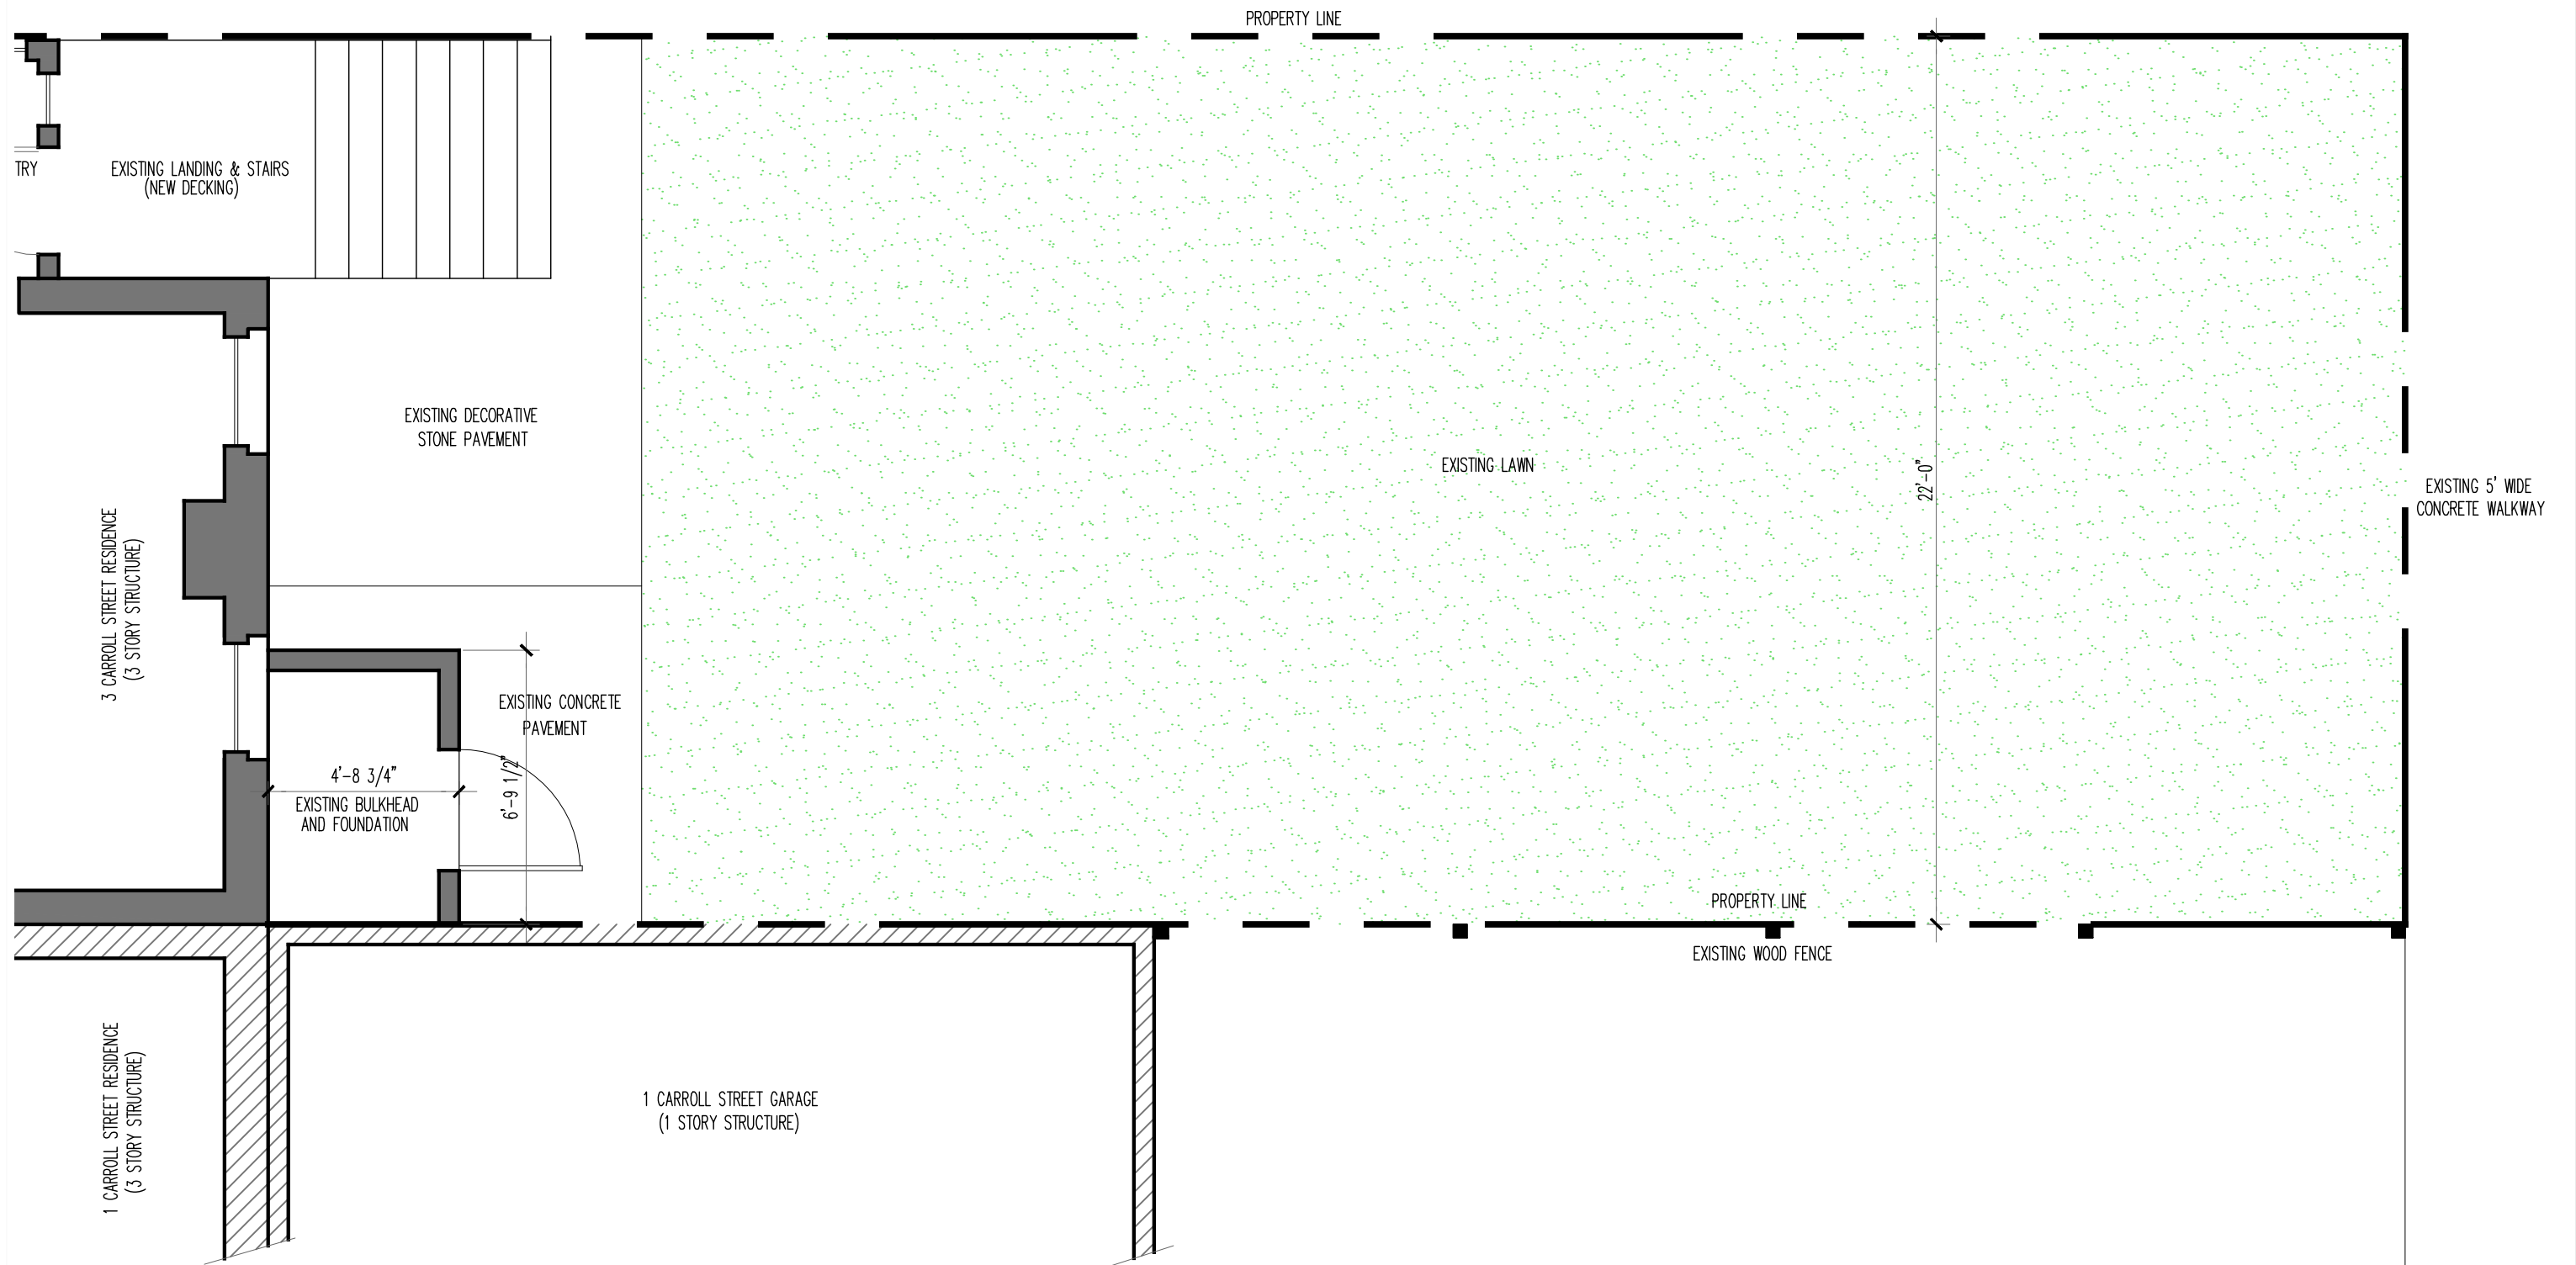 PROPERTY LINE
TRY
EXISTING LANDING & STAIRS
(NEW DECKING)
EXISTING DECORATIVE
STONE PAVEMENT
EXISTING LAWN
22'-0"
EXISTING 5' WIDE
CONCRETE WALKWAY
3 CARROLL STREET RESIDENCE
(3 STORY STRUCTURE)
EXISTING CONCRETE
PAVEMENT
4'-8 3/4"
EXISTING BULKHEAD
AND FOUNDATION
6'-9 1/2"
PROPERTY LINE
EXISTING WOOD FENCE
1 CARROLL STREET RESIDENCE
(3 STORY STRUCTURE)
1 CARROLL STREET GARAGE
(1 STORY STRUCTURE)